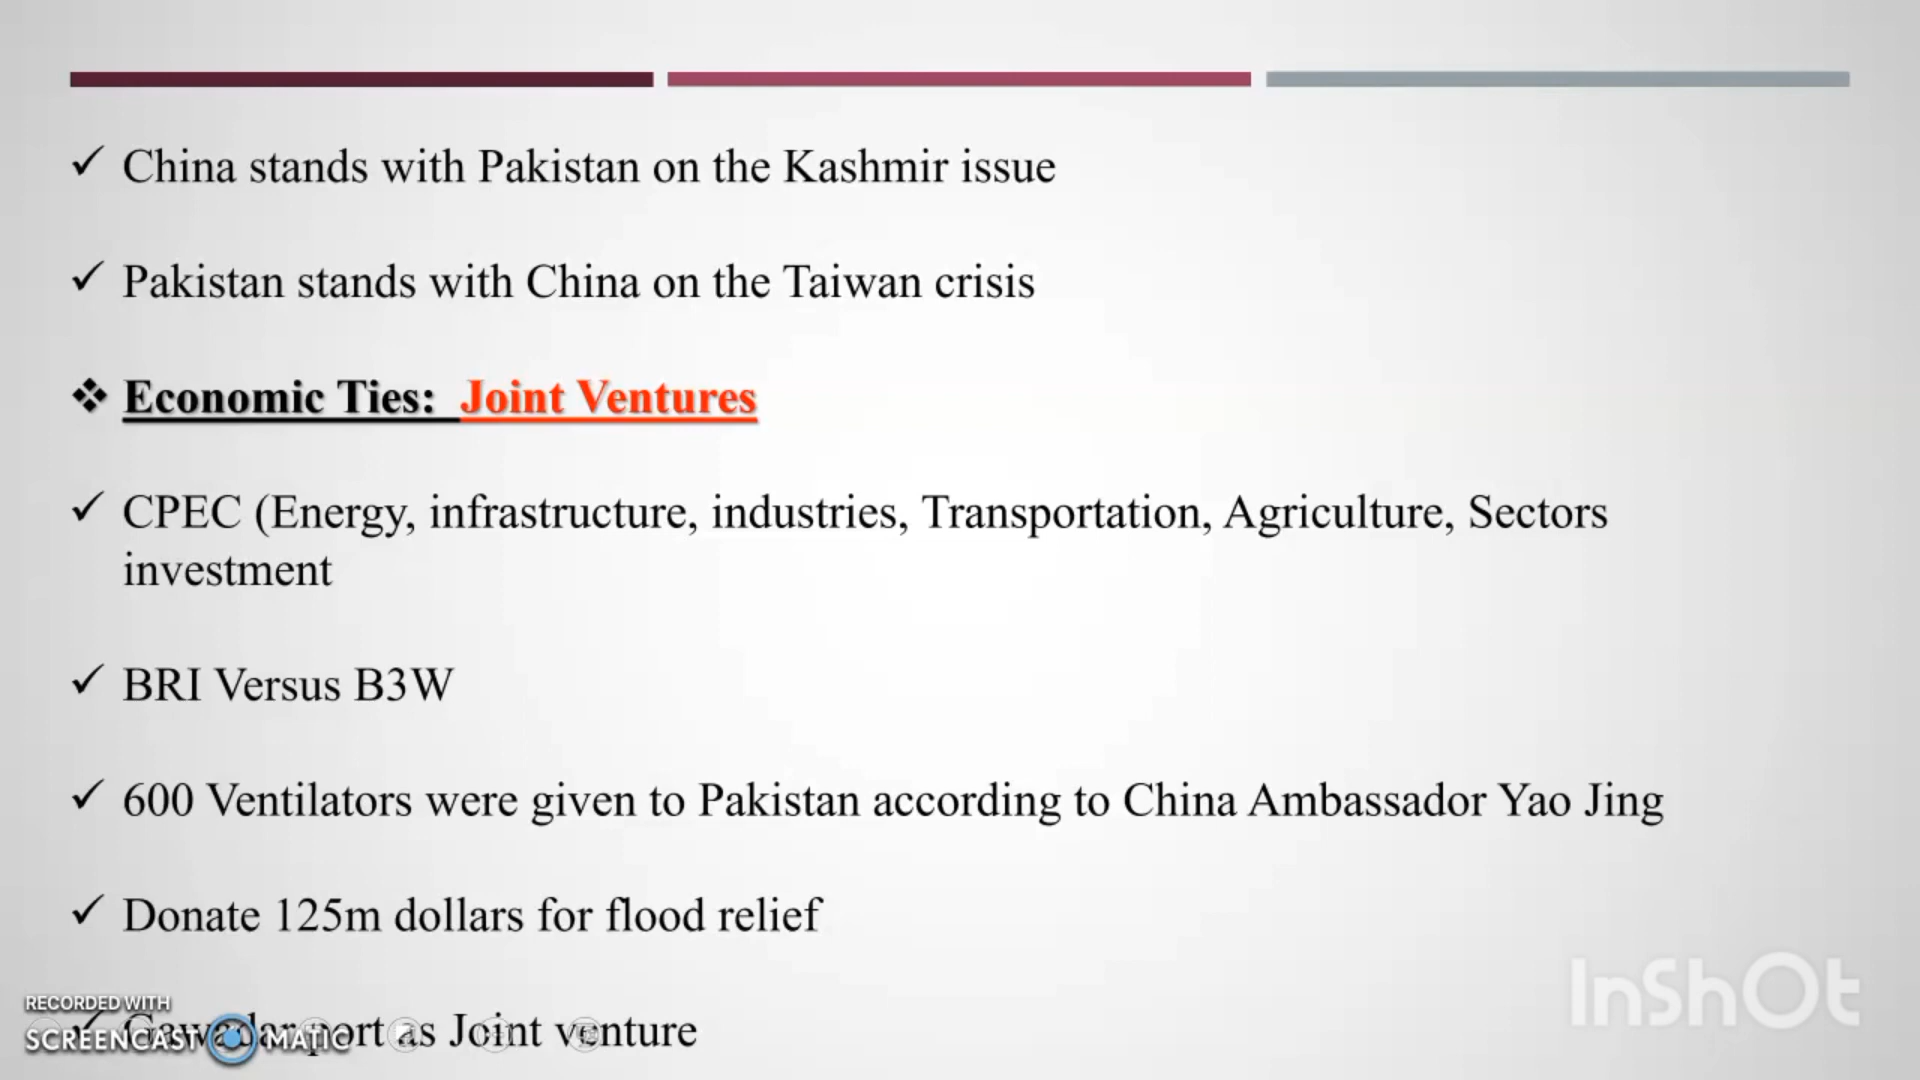 ✓ China stands with Pakistan on the Kashmir issue
✓ Pakistan stands with China on the Taiwan crisis
❖ Economic Ties: Joint Ventures
✓ CPEC (Energy, infrastructure, industries, Transportation, Agriculture, Sectors
investment
✓ BRI Versus B3W
✓ 600 Ventilators were given to Pakistan according to China Ambassador Yao Jing
✓ Donate 125m dollars for flood relief
✓ Gawadar port as Joint venture
RECORDED WITH
SCREENCAST MATIC
InShOt